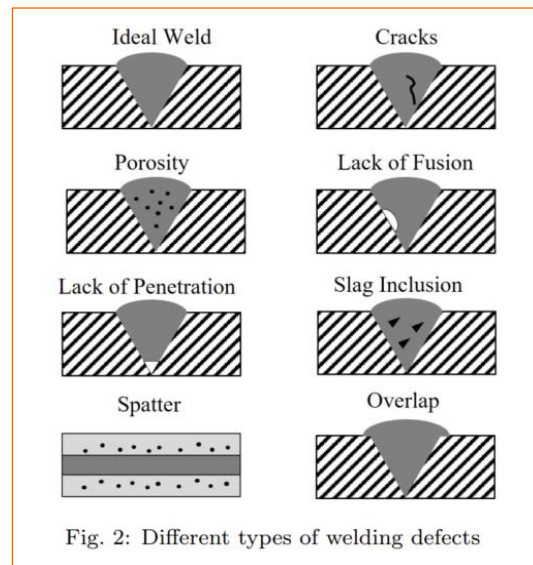 Ideal Weld
Cracks
Porosity
Lack of Fusion
Lack of Penetration
Slag Inclusion
Spatter
Overlap
Fig. 2: Different types of welding defects